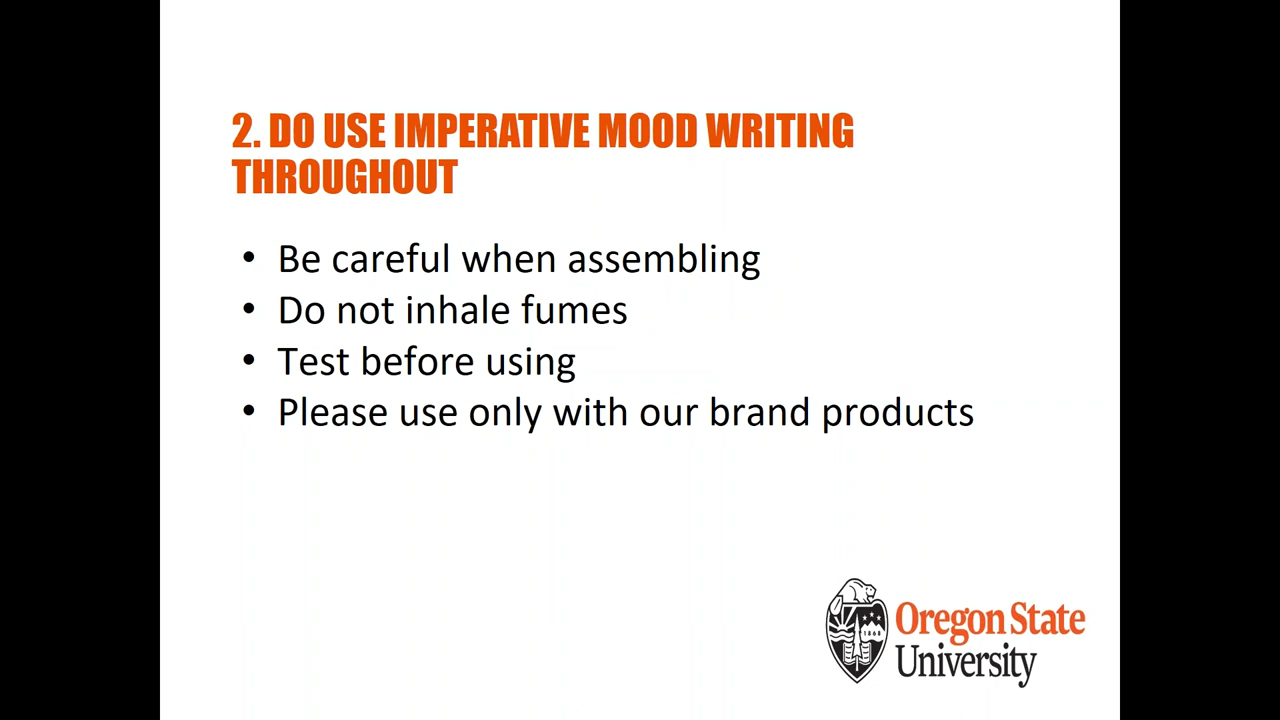 2. DO USE IMPERATIVE MOOD WRITING
THROUGHOUT
• Be careful when assembling
• Do not inhale fumes
• Test before using
• Please use only with our brand products
1868
Oregon State
University